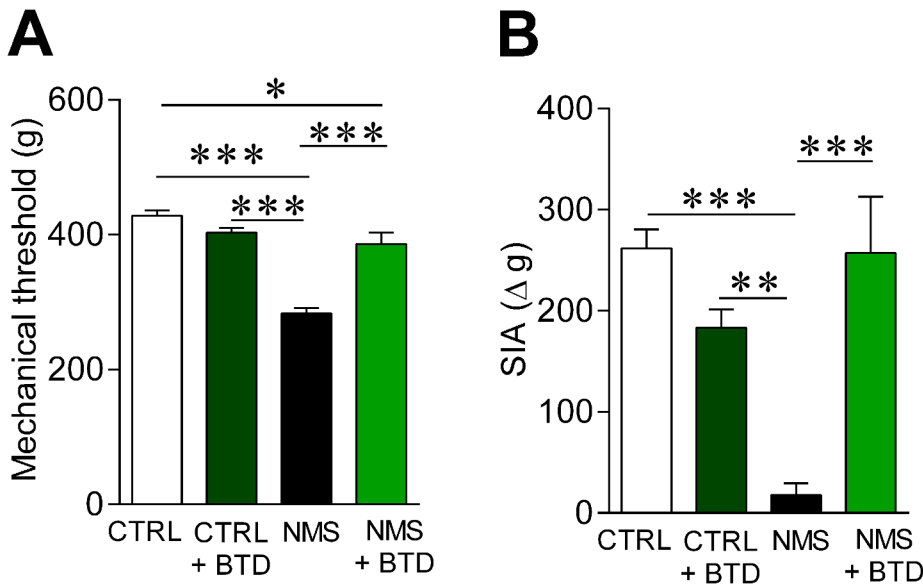 A
Mechanical threshold (g)
600
400
200
0
*
***
***
***
CTRL
CTRL
+ BTD
NMS
NMS
+ BTD
B
SIA (Δ g)
400
300
200
100
0
***
***
**
CTRL
CTRL
+ BTD
NMS
NMS
+ BTD